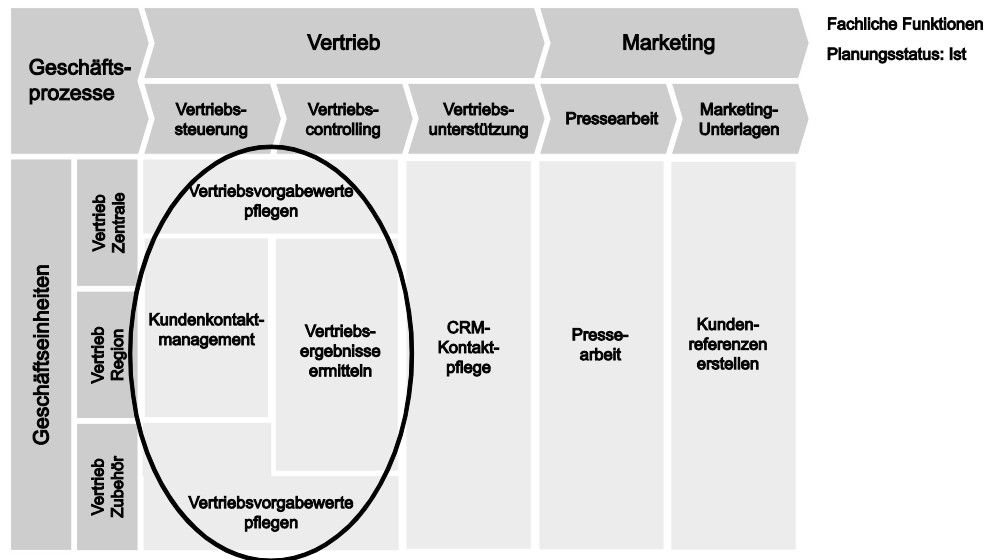 Geschäfts-
prozesse
Vertrieb
Marketing
Fachliche Funktionen
Planungsstatus: Ist
Vertriebs-
steuerung
Vertriebs-
controlling
Vertriebs-
unterstützung
Pressearbeit
Marketing-
Unterlagen
Geschäftseinheiten
Vertrieb
Zentrale
Vertrieb
Region
Vertrieb
Zubehör
Vertriebsvorgabewerte
pflegen
Kundenkontakt-
management
Vertriebs-
ergebnisse
ermitteln
CRM-
Kontakt-
pflege
Presse-
arbeit
Kunden-
referenzen
erstellen
Vertriebsvorgabewerte
pflegen